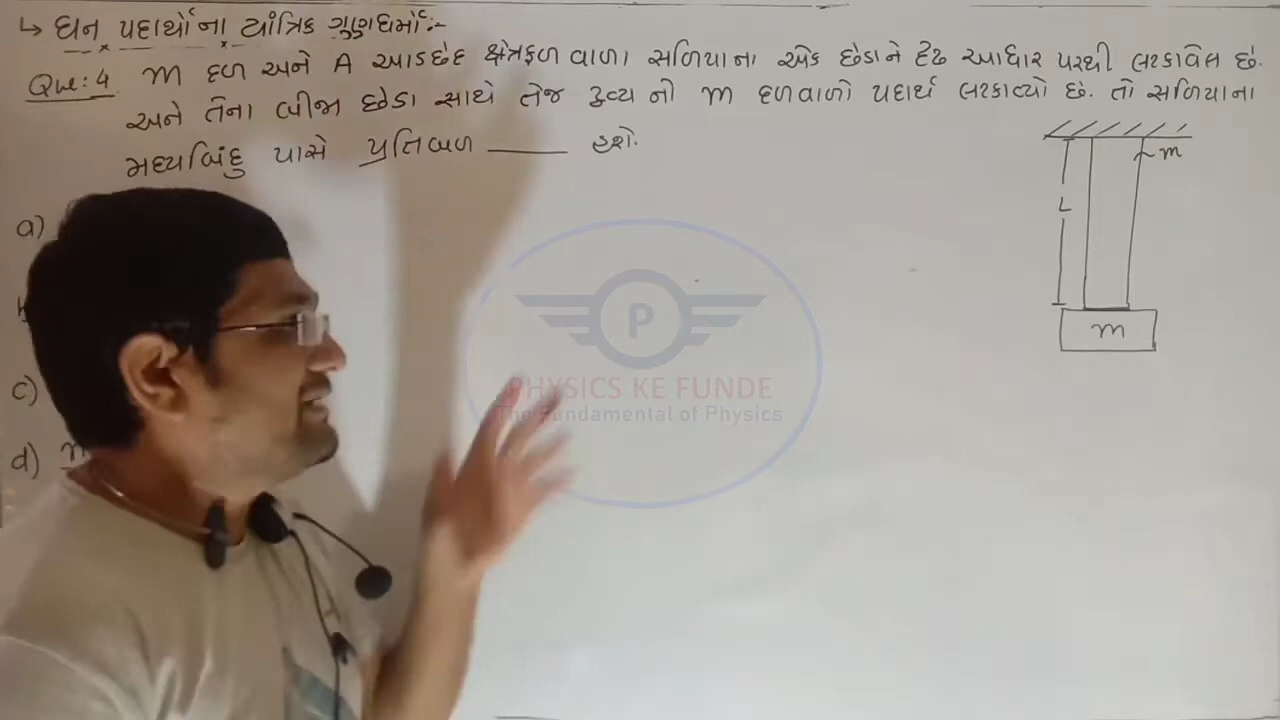 ↳ ઘન પદાર્થોના યાંત્રિક ગુણધર્મો:-
Que: 4 m દળ અને A આડછેદ ક્ષેત્રફળ વાળા સળિયાના એક છેડાને દૃઢ આધાર પરથી લટકાવેલ છે.
અને તેના બીજા છેડા સાથે તેજ દ્રવ્ય નો m દળવાળો પદાર્થ લટકાવ્યો છે. તો સળિયાના
મધ્યબિંદુ પાસે પ્રતિબળ ____ હશે.
m
L
m
a)
c)
d)
P
PHYSICS KE FUNDE
The Fundamental of Physics